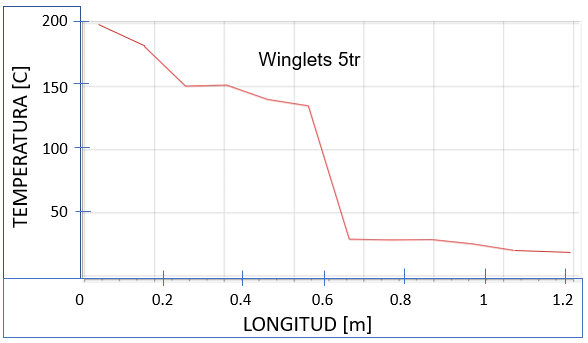 200
Winglets 5tr
150
100
50
TEMPERATURA [C]
0 0.2 0.4 0.6 0.8 1 1.2
LONGITUD [m]